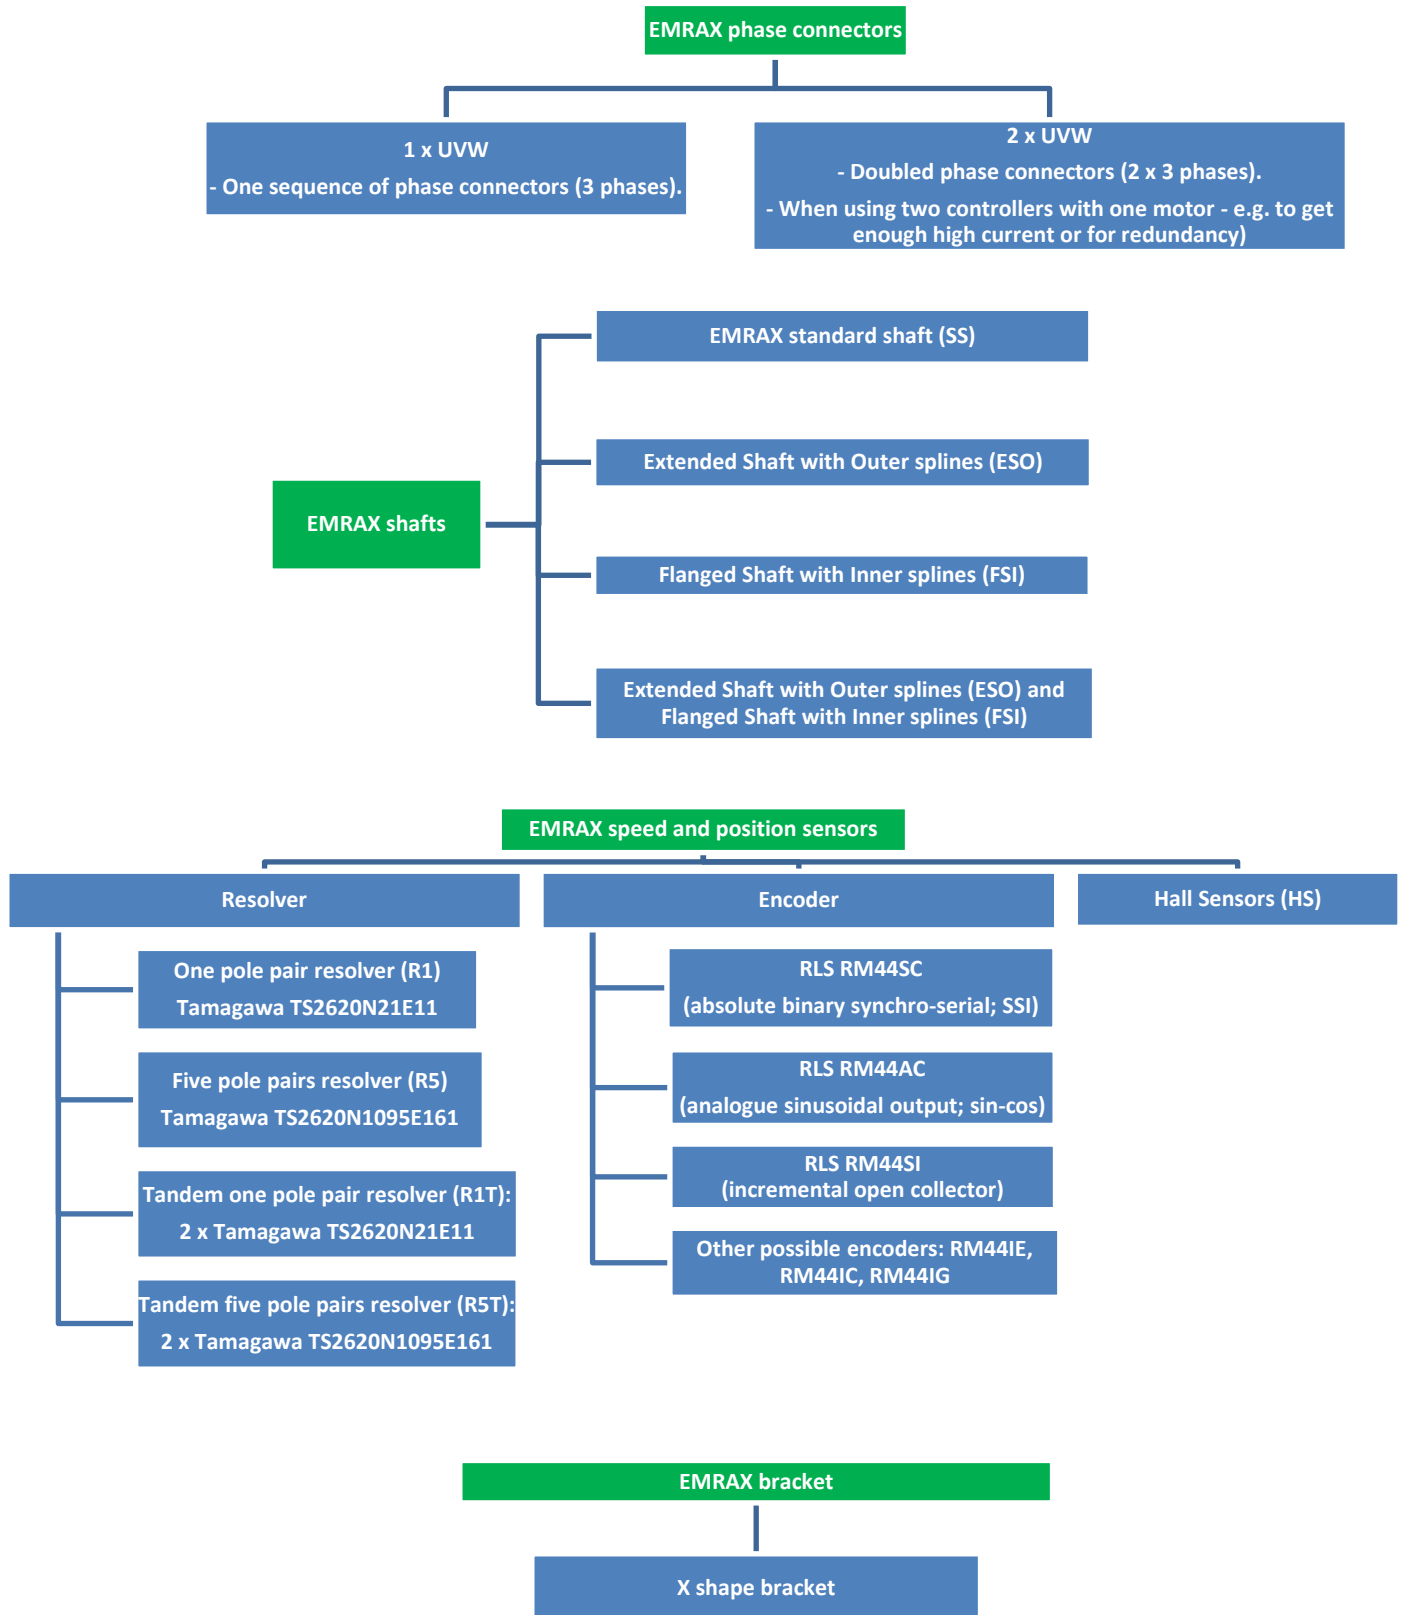 EMRAX phase connectors
1 x UVW
- One sequence of phase connectors (3 phases).
2 x UVW
- Doubled phase connectors (2 x 3 phases).
- When using two controllers with one motor - e.g. to get
enough high current or for redundancy)
EMRAX shafts
EMRAX standard shaft (SS)
Extended Shaft with Outer splines (ESO)
Flanged Shaft with Inner splines (FSI)
Extended Shaft with Outer splines (ESO) and
Flanged Shaft with Inner splines (FSI)
EMRAX speed and position sensors
Resolver
One pole pair resolver (R1)
Tamagawa TS2620N21E11
Five pole pairs resolver (R5)
Tamagawa TS2620N1095E161
Tandem one pole pair resolver (R1T):
2 x Tamagawa TS2620N21E11
Tandem five pole pairs resolver (R5T):
2 x Tamagawa TS2620N1095E161
Encoder
RLS RM44SC
(absolute binary synchro-serial; SSI)
RLS RM44AC
(analogue sinusoidal output; sin-cos)
RLS RM44SI
(incremental open collector)
Other possible encoders: RM44IE,
RM44IC, RM44IG
Hall Sensors (HS)
EMRAX bracket
X shape bracket